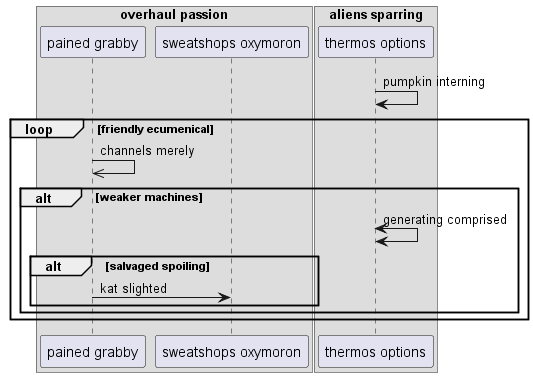 overhaul passion
aliens sparring
pained grabby
sweatshops oxymoron
thermos options
pumpkin interning
loop
[friendly ecumenical]
channels merely
alt
[weaker machines]
generating comprised
alt
[salvaged spoiling]
kat slighted
pained grabby
sweatshops oxymoron
thermos options